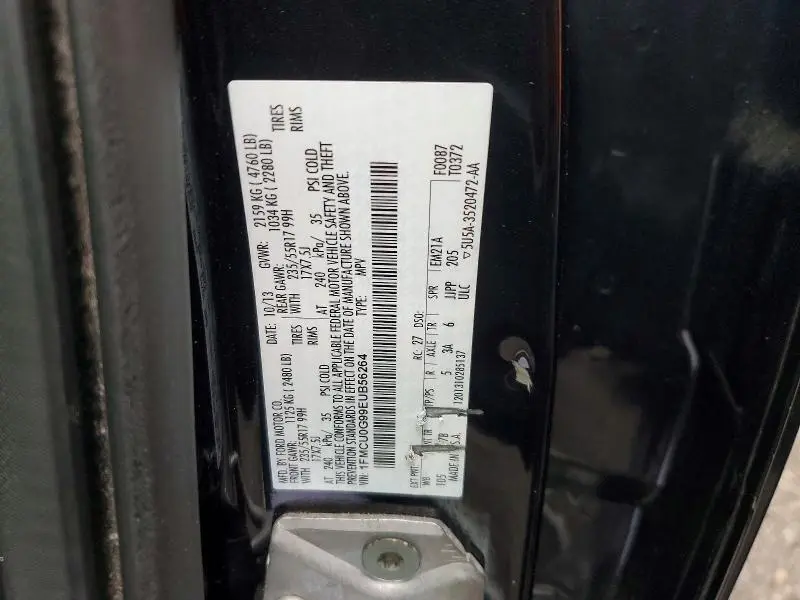 MFD. BY FORD MOTOR CO.
DATE: 10/13 GVWR: 2159 KG ( 4760 LB)
FRONT GAWR: 1125 KG ( 2480 LB) REAR GAWR: 1034 KG ( 2280 LB)
WITH 235/55R17 99H TIRES WITH 235/55R17 99H TIRES
17X7.5J RIMS 17X7.5J RIMS
AT 240 kPa/ 35 PSI COLD AT 240 kPa/ 35 PSI COLD
THIS VEHICLE CONFORMS TO ALL APPLICABLE FEDERAL MOTOR VEHICLE SAFETY AND THEFT
PREVENTION STANDARDS IN EFFECT ON THE DATE OF MANUFACTURE SHOWN ABOVE.
VIN: 1FMCU0G99EUB56264 TYPE: MPV
F0087
T0372
EXT PNT: RC: 27 DSO:
WB TR TP/PS R AXLE TR SPR EM21A
TD5 7B 5 3A 6 JJPP 205
MADE IN U.S.A. ULC
1201310285137 ▽5U5A-3520472-AA